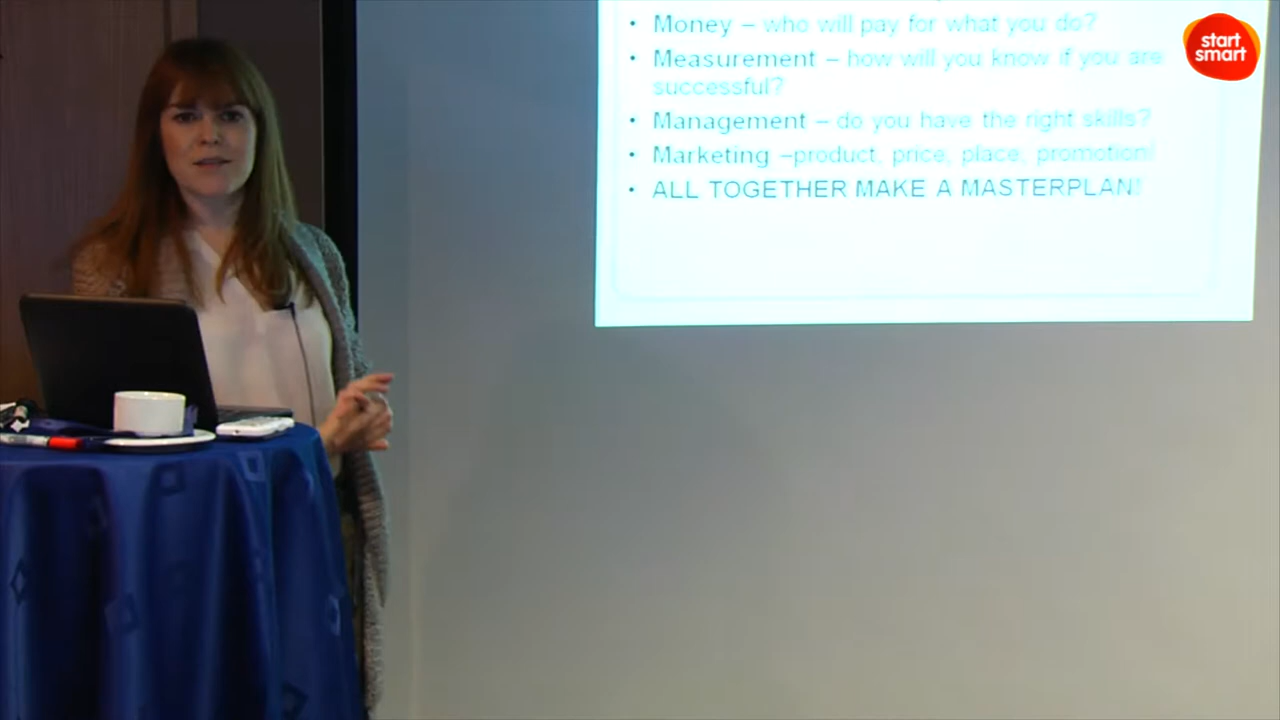 • Money – who will pay for what you do?
• Measurement – how will you know if you are
successful?
• Management – do you have the right skills?
• Marketing –product, price, place, promotion!
• ALL TOGETHER MAKE A MASTERPLAN!
start
smart